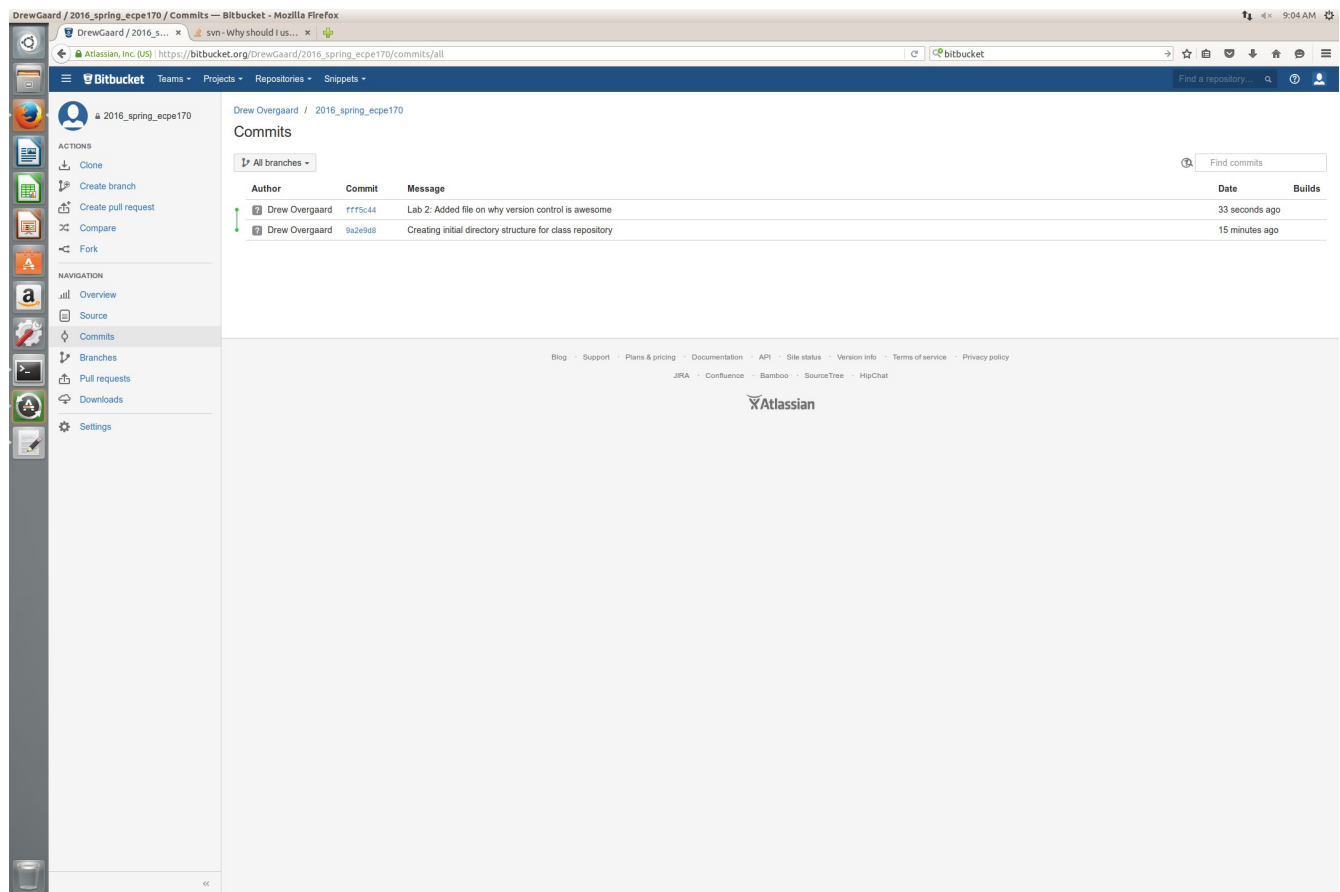 DrewGaard / 2016_spring_ecpe170 / Commits — Bitbucket - Mozilla Firefox 9:04 AM
DrewGaard / 2016_s... × svn - Why should I us... ×
Atlassian, Inc. (US) https://bitbucket.org/DrewGaard/2016_spring_ecpe170/commits/all bitbucket
Bitbucket Teams Projects Repositories Snippets Find a repository...
2016_spring_ecpe170
ACTIONS
Clone
Create branch
Create pull request
Compare
Fork
NAVIGATION
Overview
Source
Commits
Branches
Pull requests
Downloads
Settings
Drew Overgaard / 2016_spring_ecpe170
Commits
All branches Find commits
Author Commit Message Date Builds
Drew Overgaard fff5c44 Lab 2: Added file on why version control is awesome 33 seconds ago
Drew Overgaard 9a2e9d8 Creating initial directory structure for class repository 15 minutes ago
Blog · Support · Plans & pricing · Documentation · API · Site status · Version info · Terms of service · Privacy policy
JIRA · Confluence · Bamboo · SourceTree · HipChat
Atlassian
«